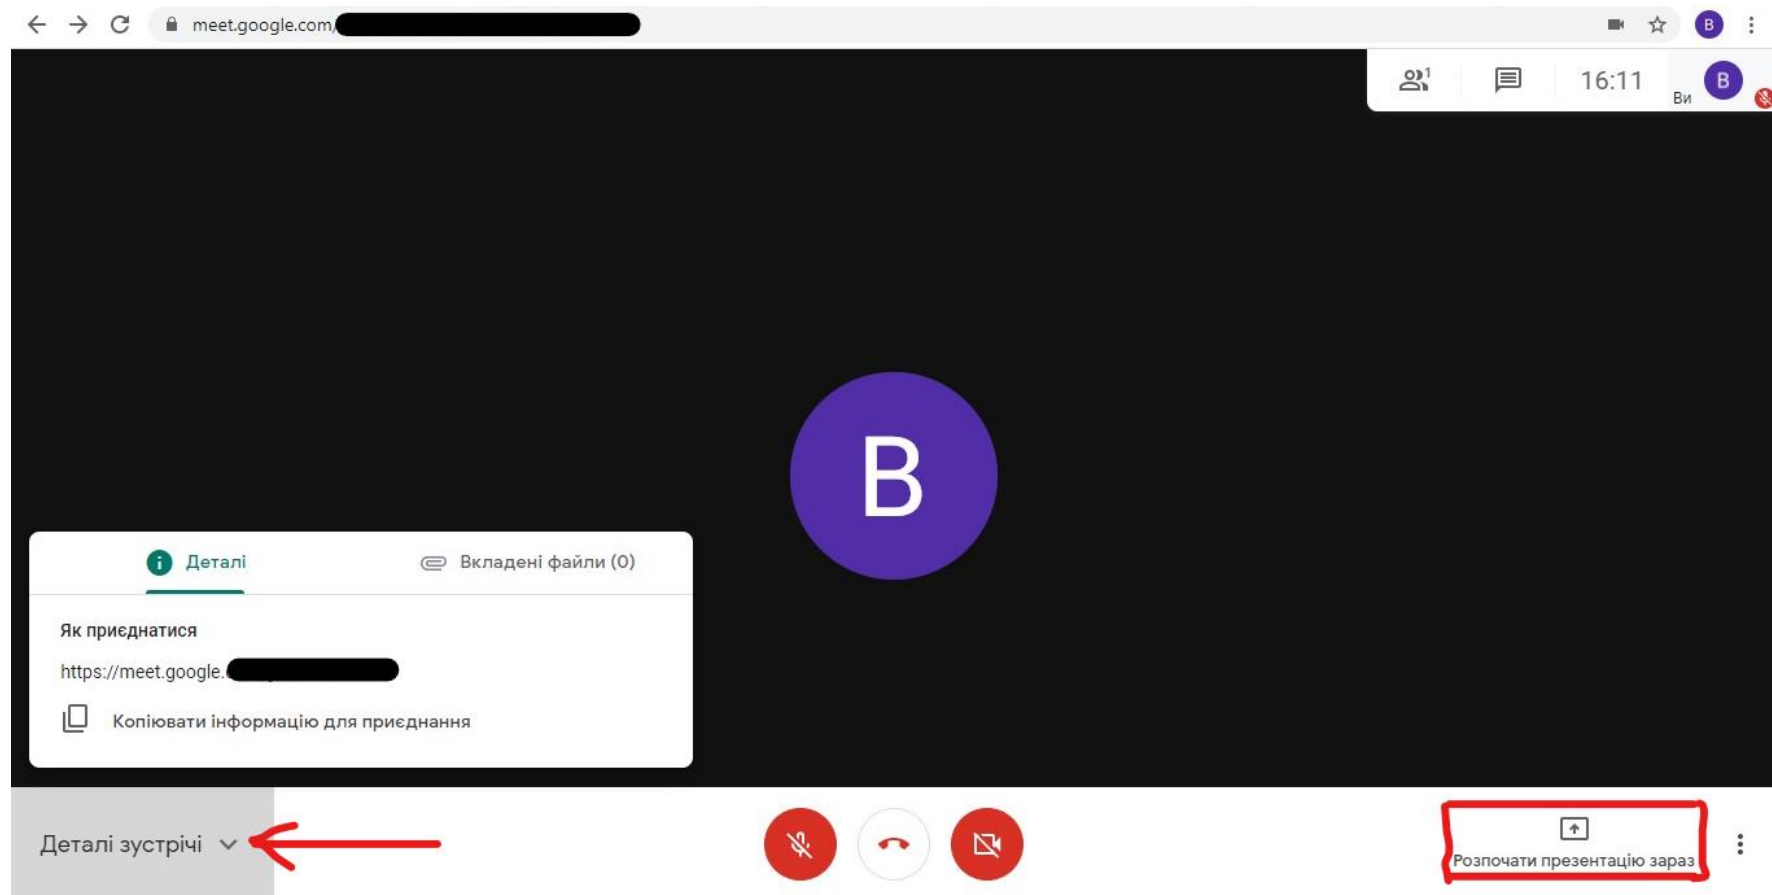 meet.google.com/
1
16:11
Ви
B
B
B
Деталі
Вкладені файли (0)
Як приєднатися
https://meet.google.
Копіювати інформацію для приєднання
Деталі зустрічі
Розпочати презентацію зараз